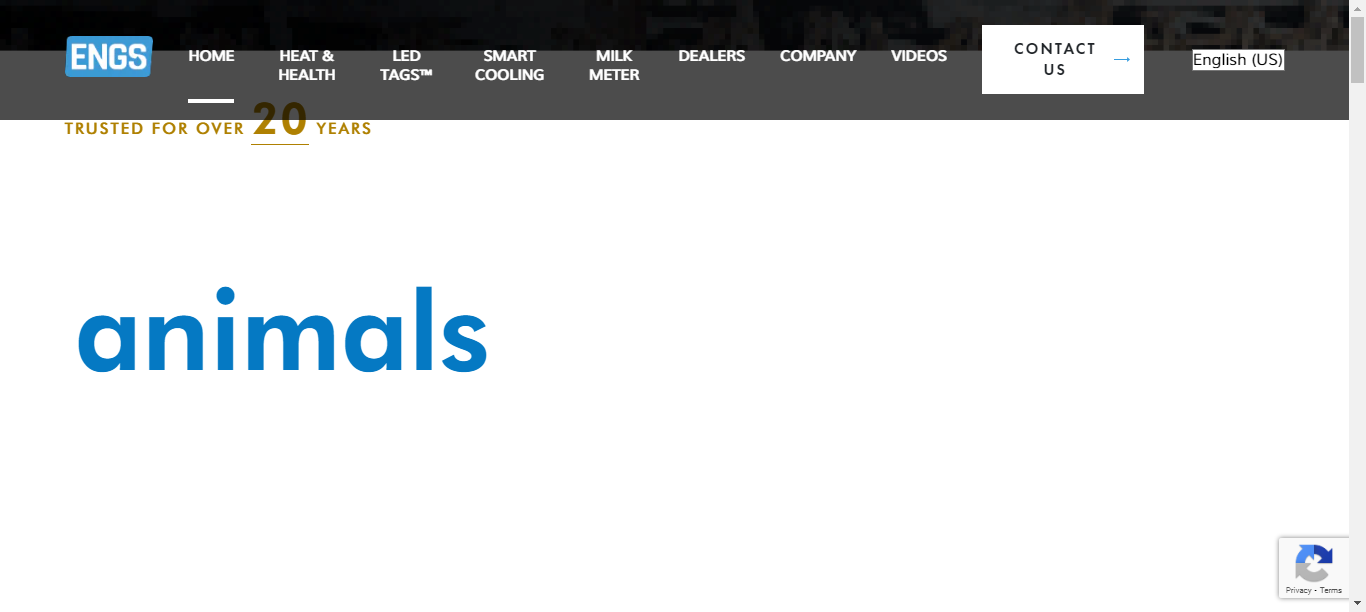 ENGS
HOME
HEAT &
HEALTH
LED
TAGS™
SMART
COOLING
MILK
METER
DEALERS
COMPANY
VIDEOS
CONTACT
US
English (US)
TRUSTED FOR OVER 20 YEARS
animals
Privacy - Terms